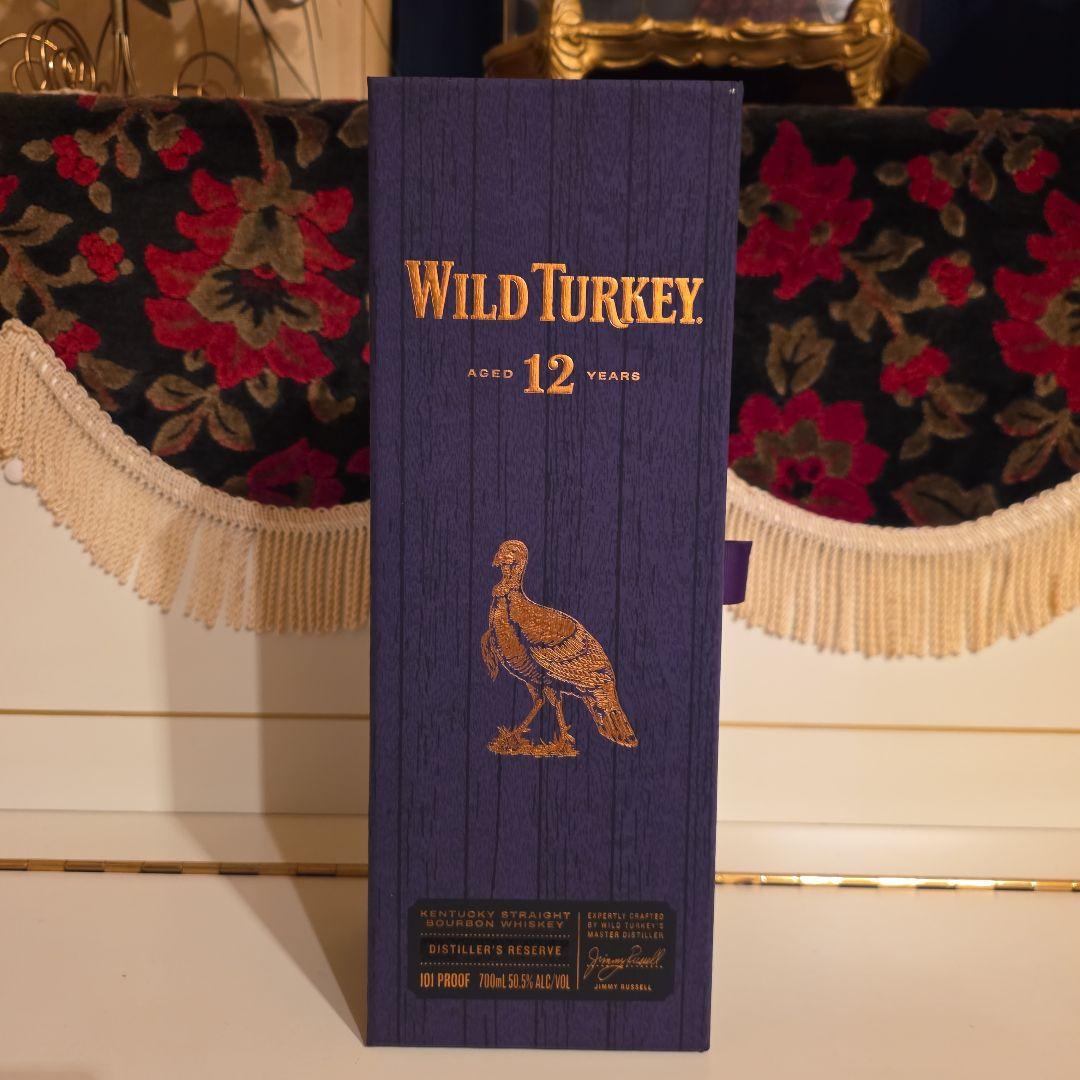 WILD TURKEY®
AGED 12 YEARS
KENTUCKY STRAIGHT
BOURBON WHISKEY
DISTILLER'S RESERVE
101 PROOF 700mL 50.5% ALC/VOL
EXPERTLY CRAFTED
BY WILD TURKEY'S
MASTER DISTILLER
Jimmy Russell
JIMMY RUSSELL